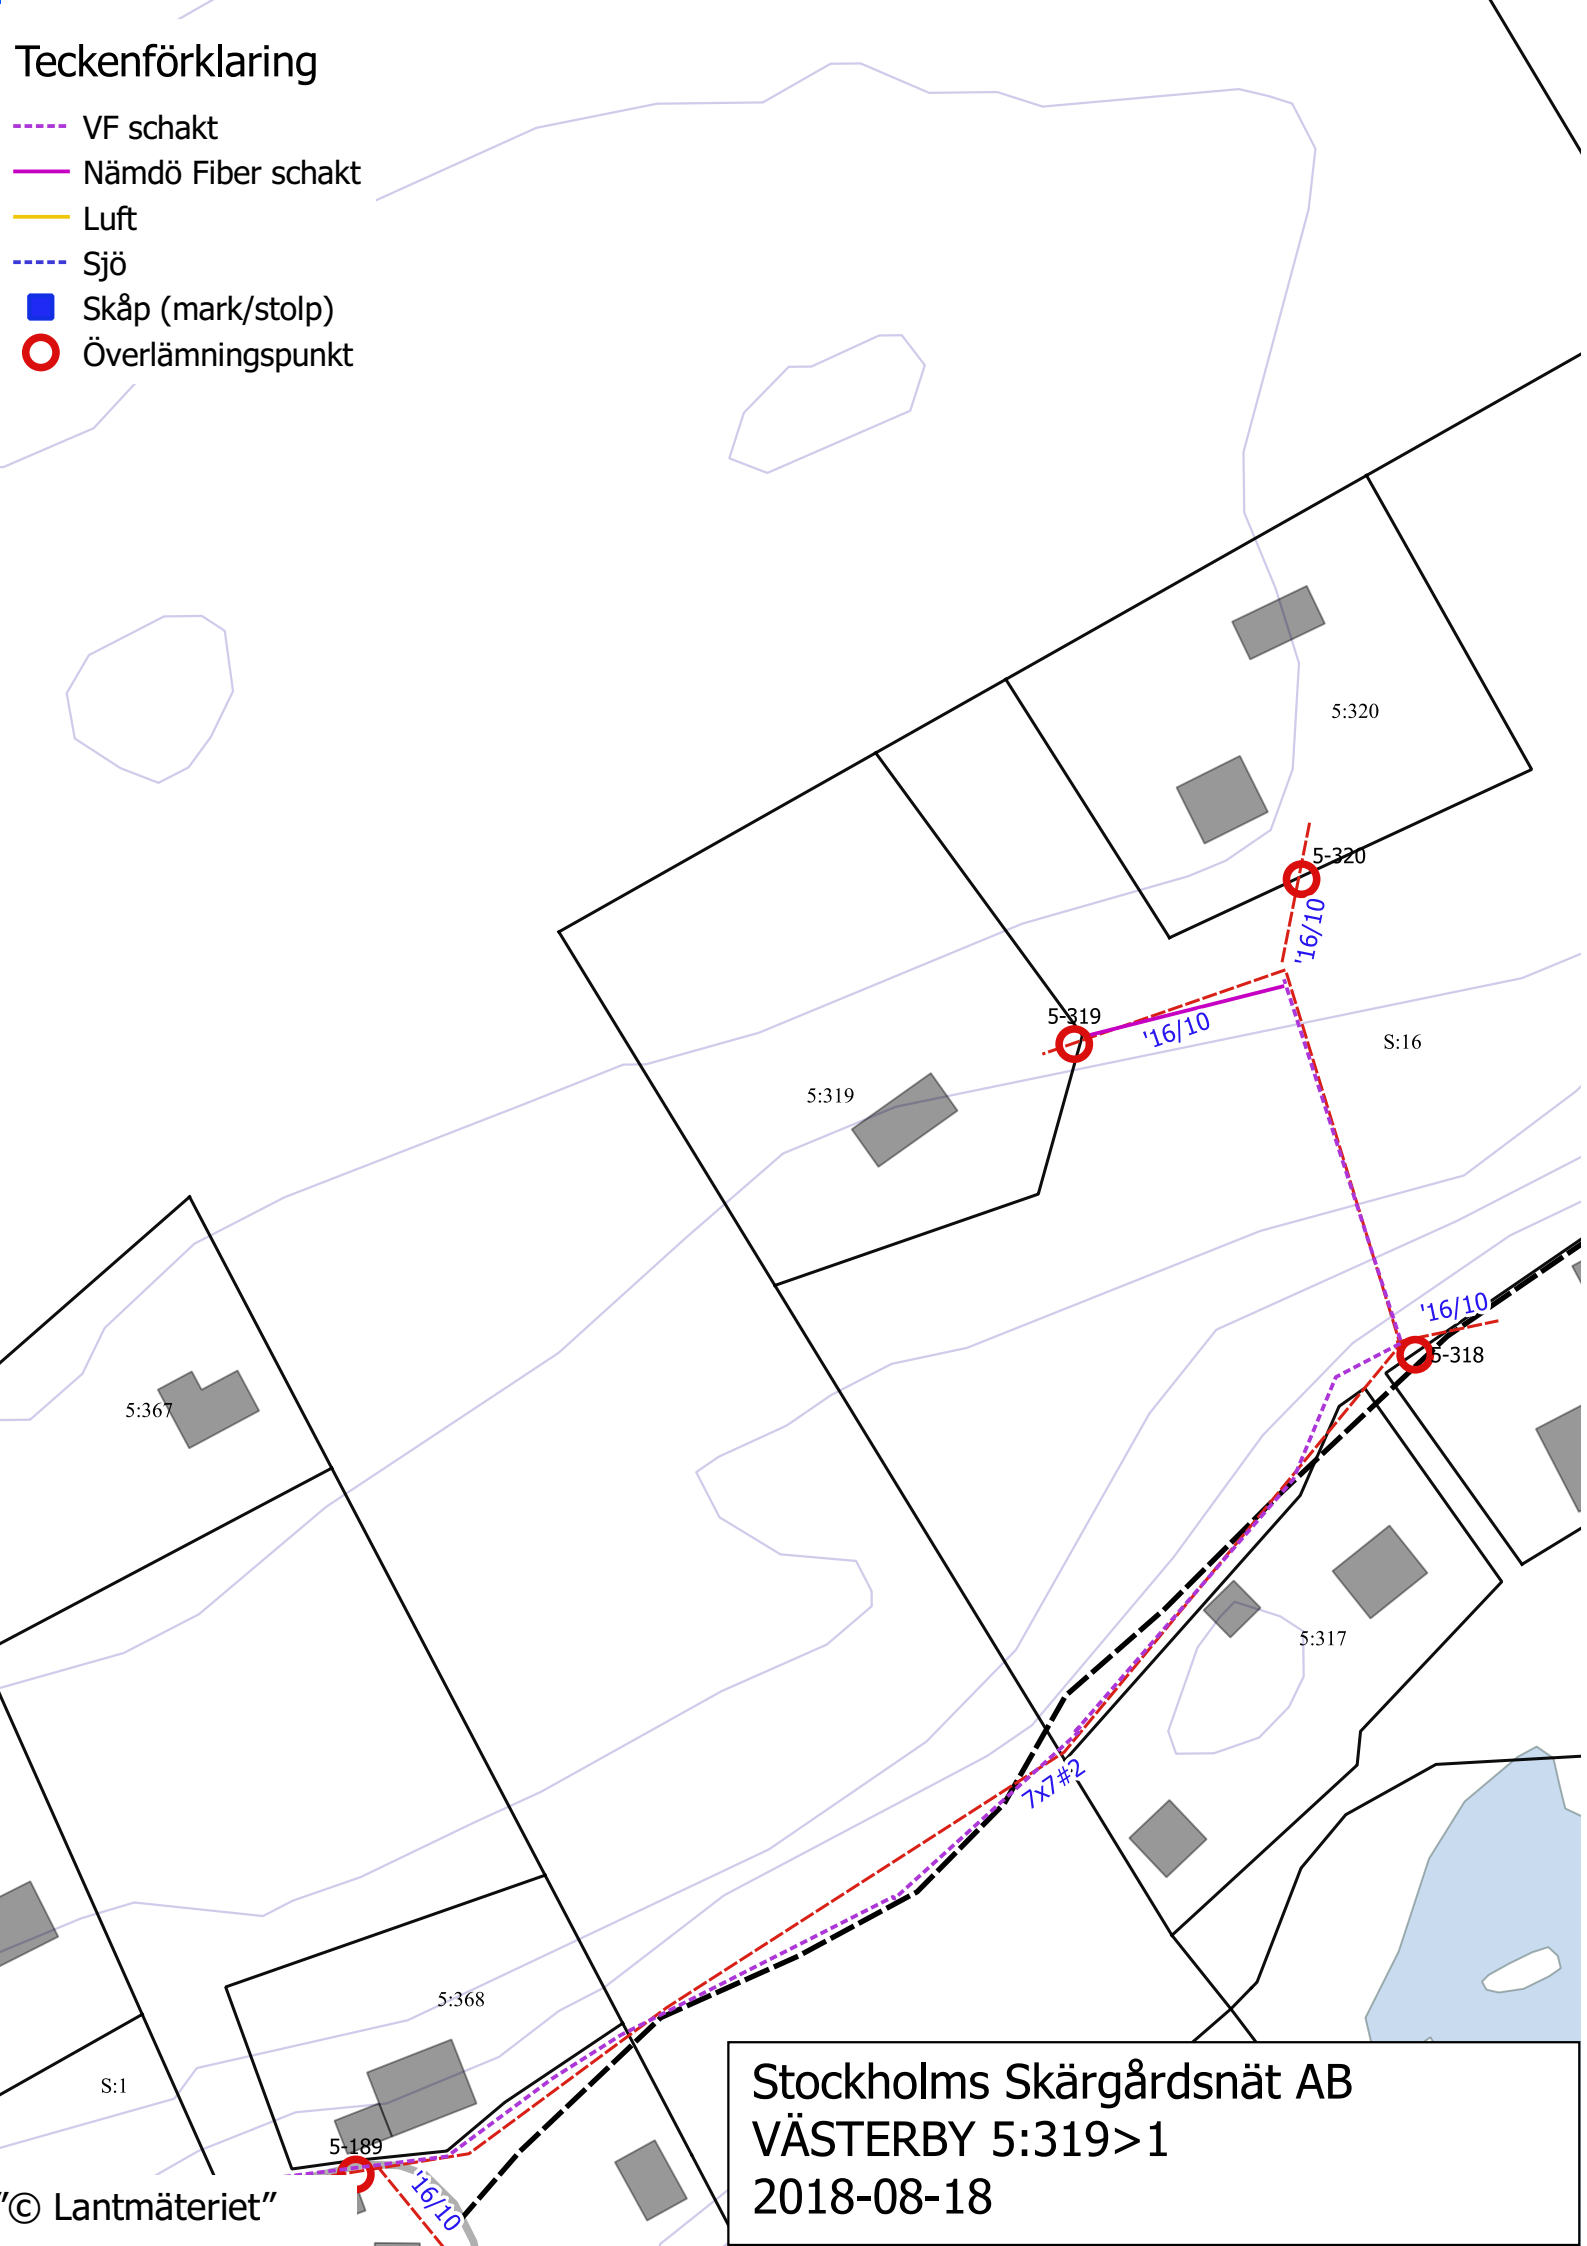 Teckenförklaring
VF schakt
Nämdö Fiber schakt
Luft
Sjö
Skåp (mark/stolp)
Överlämningspunkt
5:320
5-320
'16/10
5-319
'16/10
S:16
5:319
'16/10
5-318
5:367
5:317
7x7#2
5:368
S:1
5-189
'16/10
"© Lantmäteriet"
Stockholms Skärgårdsnät AB
VÄSTERBY 5:319>1
2018-08-18